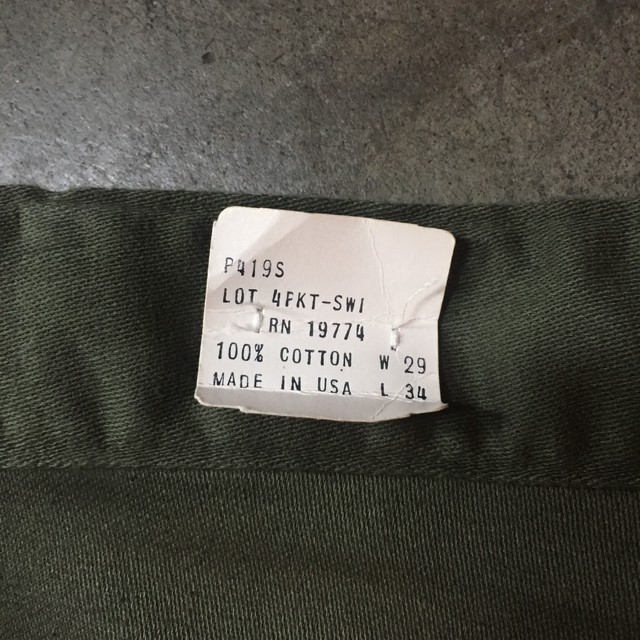 P419S
LOT 4FKT-SWI
RN 19774
100% COTTON W 29
MADE IN USA L 34